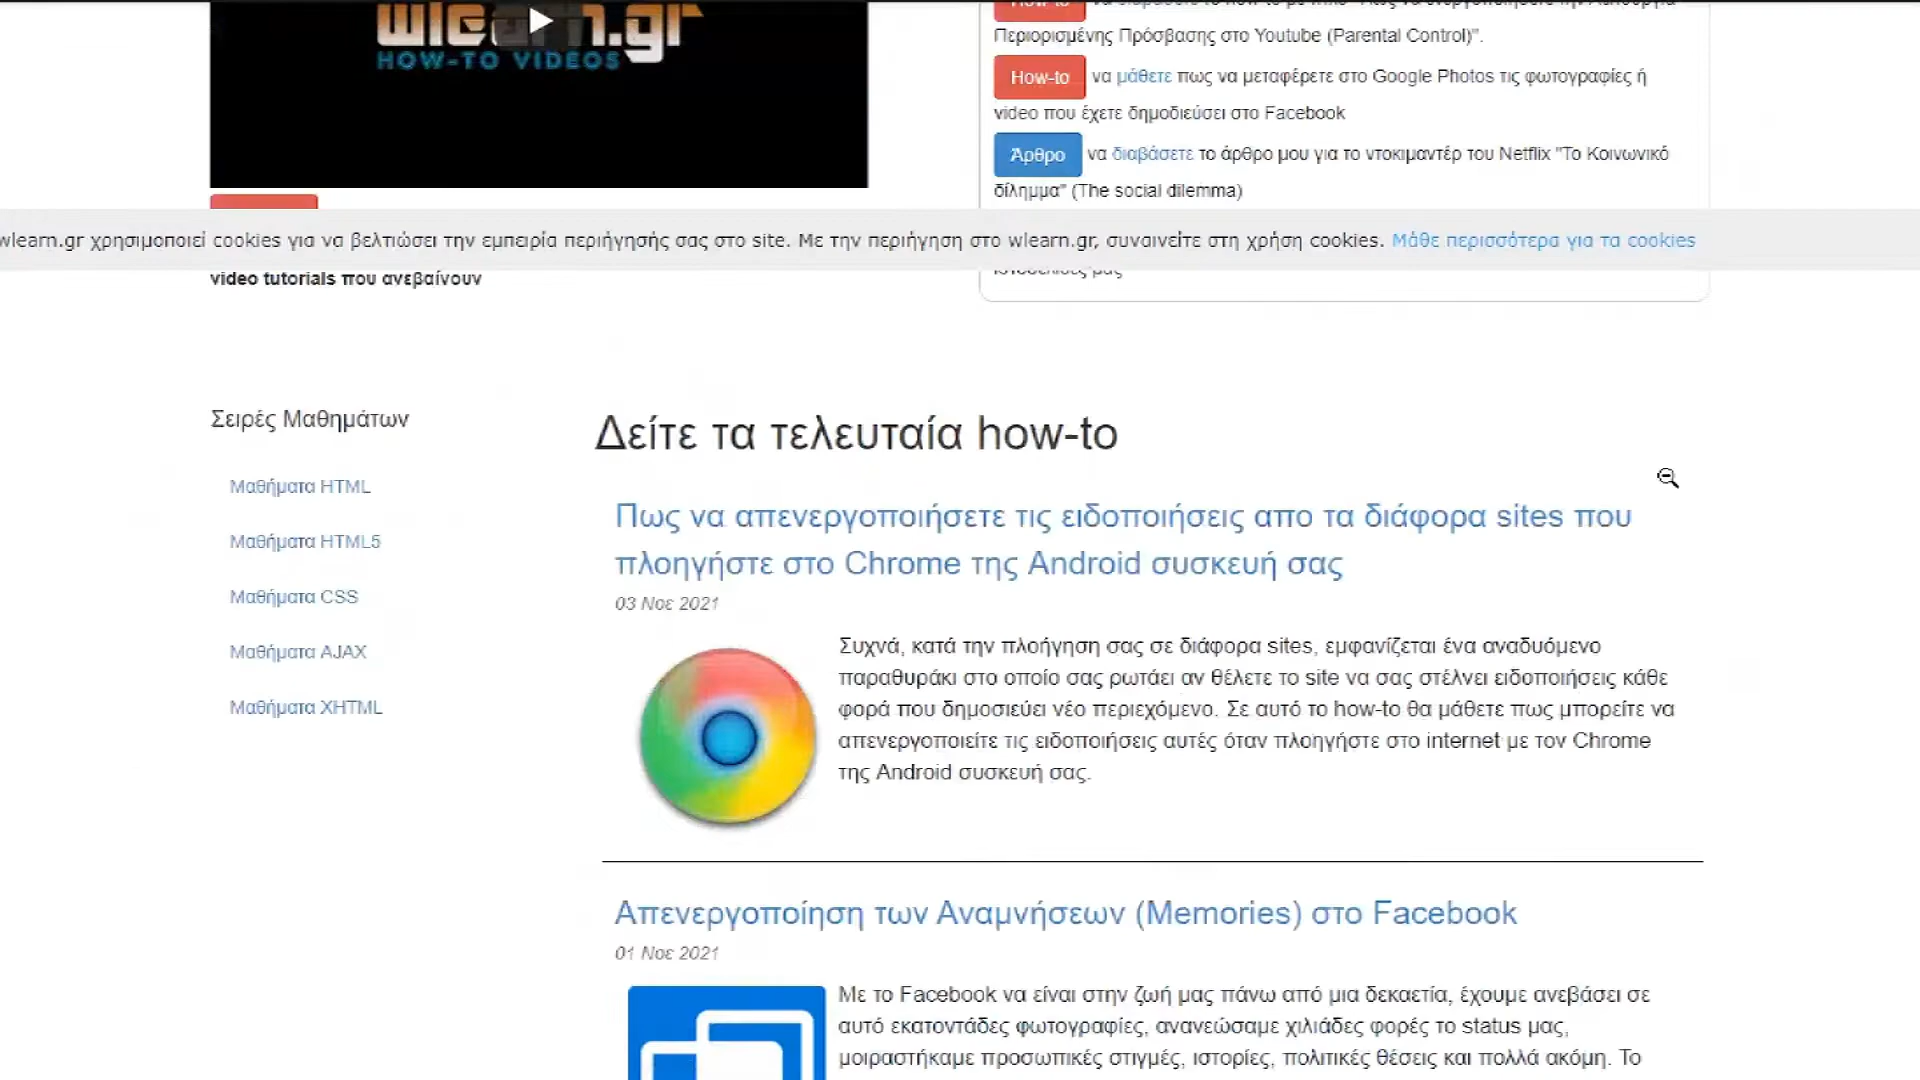 wlearn.gr
HOW-TO VIDEOS
Περιορισμένης Πρόσβασης στο Youtube (Parental Control)".
How-to να μάθετε πως να μεταφέρετε στο Google Photos τις φωτογραφίες ή
video που έχετε δημοδιεύσει στο Facebook
Άρθρο να διαβάσετε το άρθρο μου για το ντοκιμαντέρ του Netflix "Το Κοινωνικό
δίλημμα" (The social dilemma)
wlearn.gr χρησιμοποιεί cookies για να βελτιώσει την εμπειρία περιήγησής σας στο site. Με την περιήγηση στο wlearn.gr, συναινείτε στη χρήση cookies. Μάθε περισσότερα για τα cookies
video tutorials που ανεβαίνουν
Σειρές Μαθημάτων
Μαθήματα HTML
Μαθήματα HTML5
Μαθήματα CSS
Μαθήματα AJAX
Μαθήματα XHTML
Δείτε τα τελευταία how-to
Πως να απενεργοποιήσετε τις ειδοποιήσεις απο τα διάφορα sites που
πλοηγήστε στο Chrome της Android συσκευή σας
03 Νοε 2021
Συχνά, κατά την πλοήγηση σας σε διάφορα sites, εμφανίζεται ένα αναδυόμενο
παραθυράκι στο οποίο σας ρωτάει αν θέλετε το site να σας στέλνει ειδοποιήσεις κάθε
φορά που δημοσιεύει νέο περιεχόμενο. Σε αυτό το how-to θα μάθετε πως μπορείτε να
απενεργοποιείτε τις ειδοποιήσεις αυτές όταν πλοηγήστε στο internet με τον Chrome
της Android συσκευή σας.
Απενεργοποίηση των Αναμνήσεων (Memories) στο Facebook
01 Νοε 2021
Με το Facebook να είναι στην ζωή μας πάνω από μια δεκαετία, έχουμε ανεβάσει σε
αυτό εκατοντάδες φωτογραφίες, ανανεώσαμε χιλιάδες φορές το status μας,
μοιραστήκαμε προσωπικές στιγμές, ιστορίες, πολιτικές θέσεις και πολλά ακόμη. Το